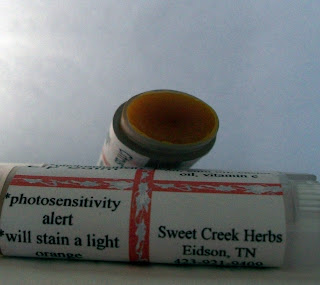 oil, vitamin e
*photosensitivity
alert
*will stain a light
orange
Sweet Creek Herbs
Eidson, TN